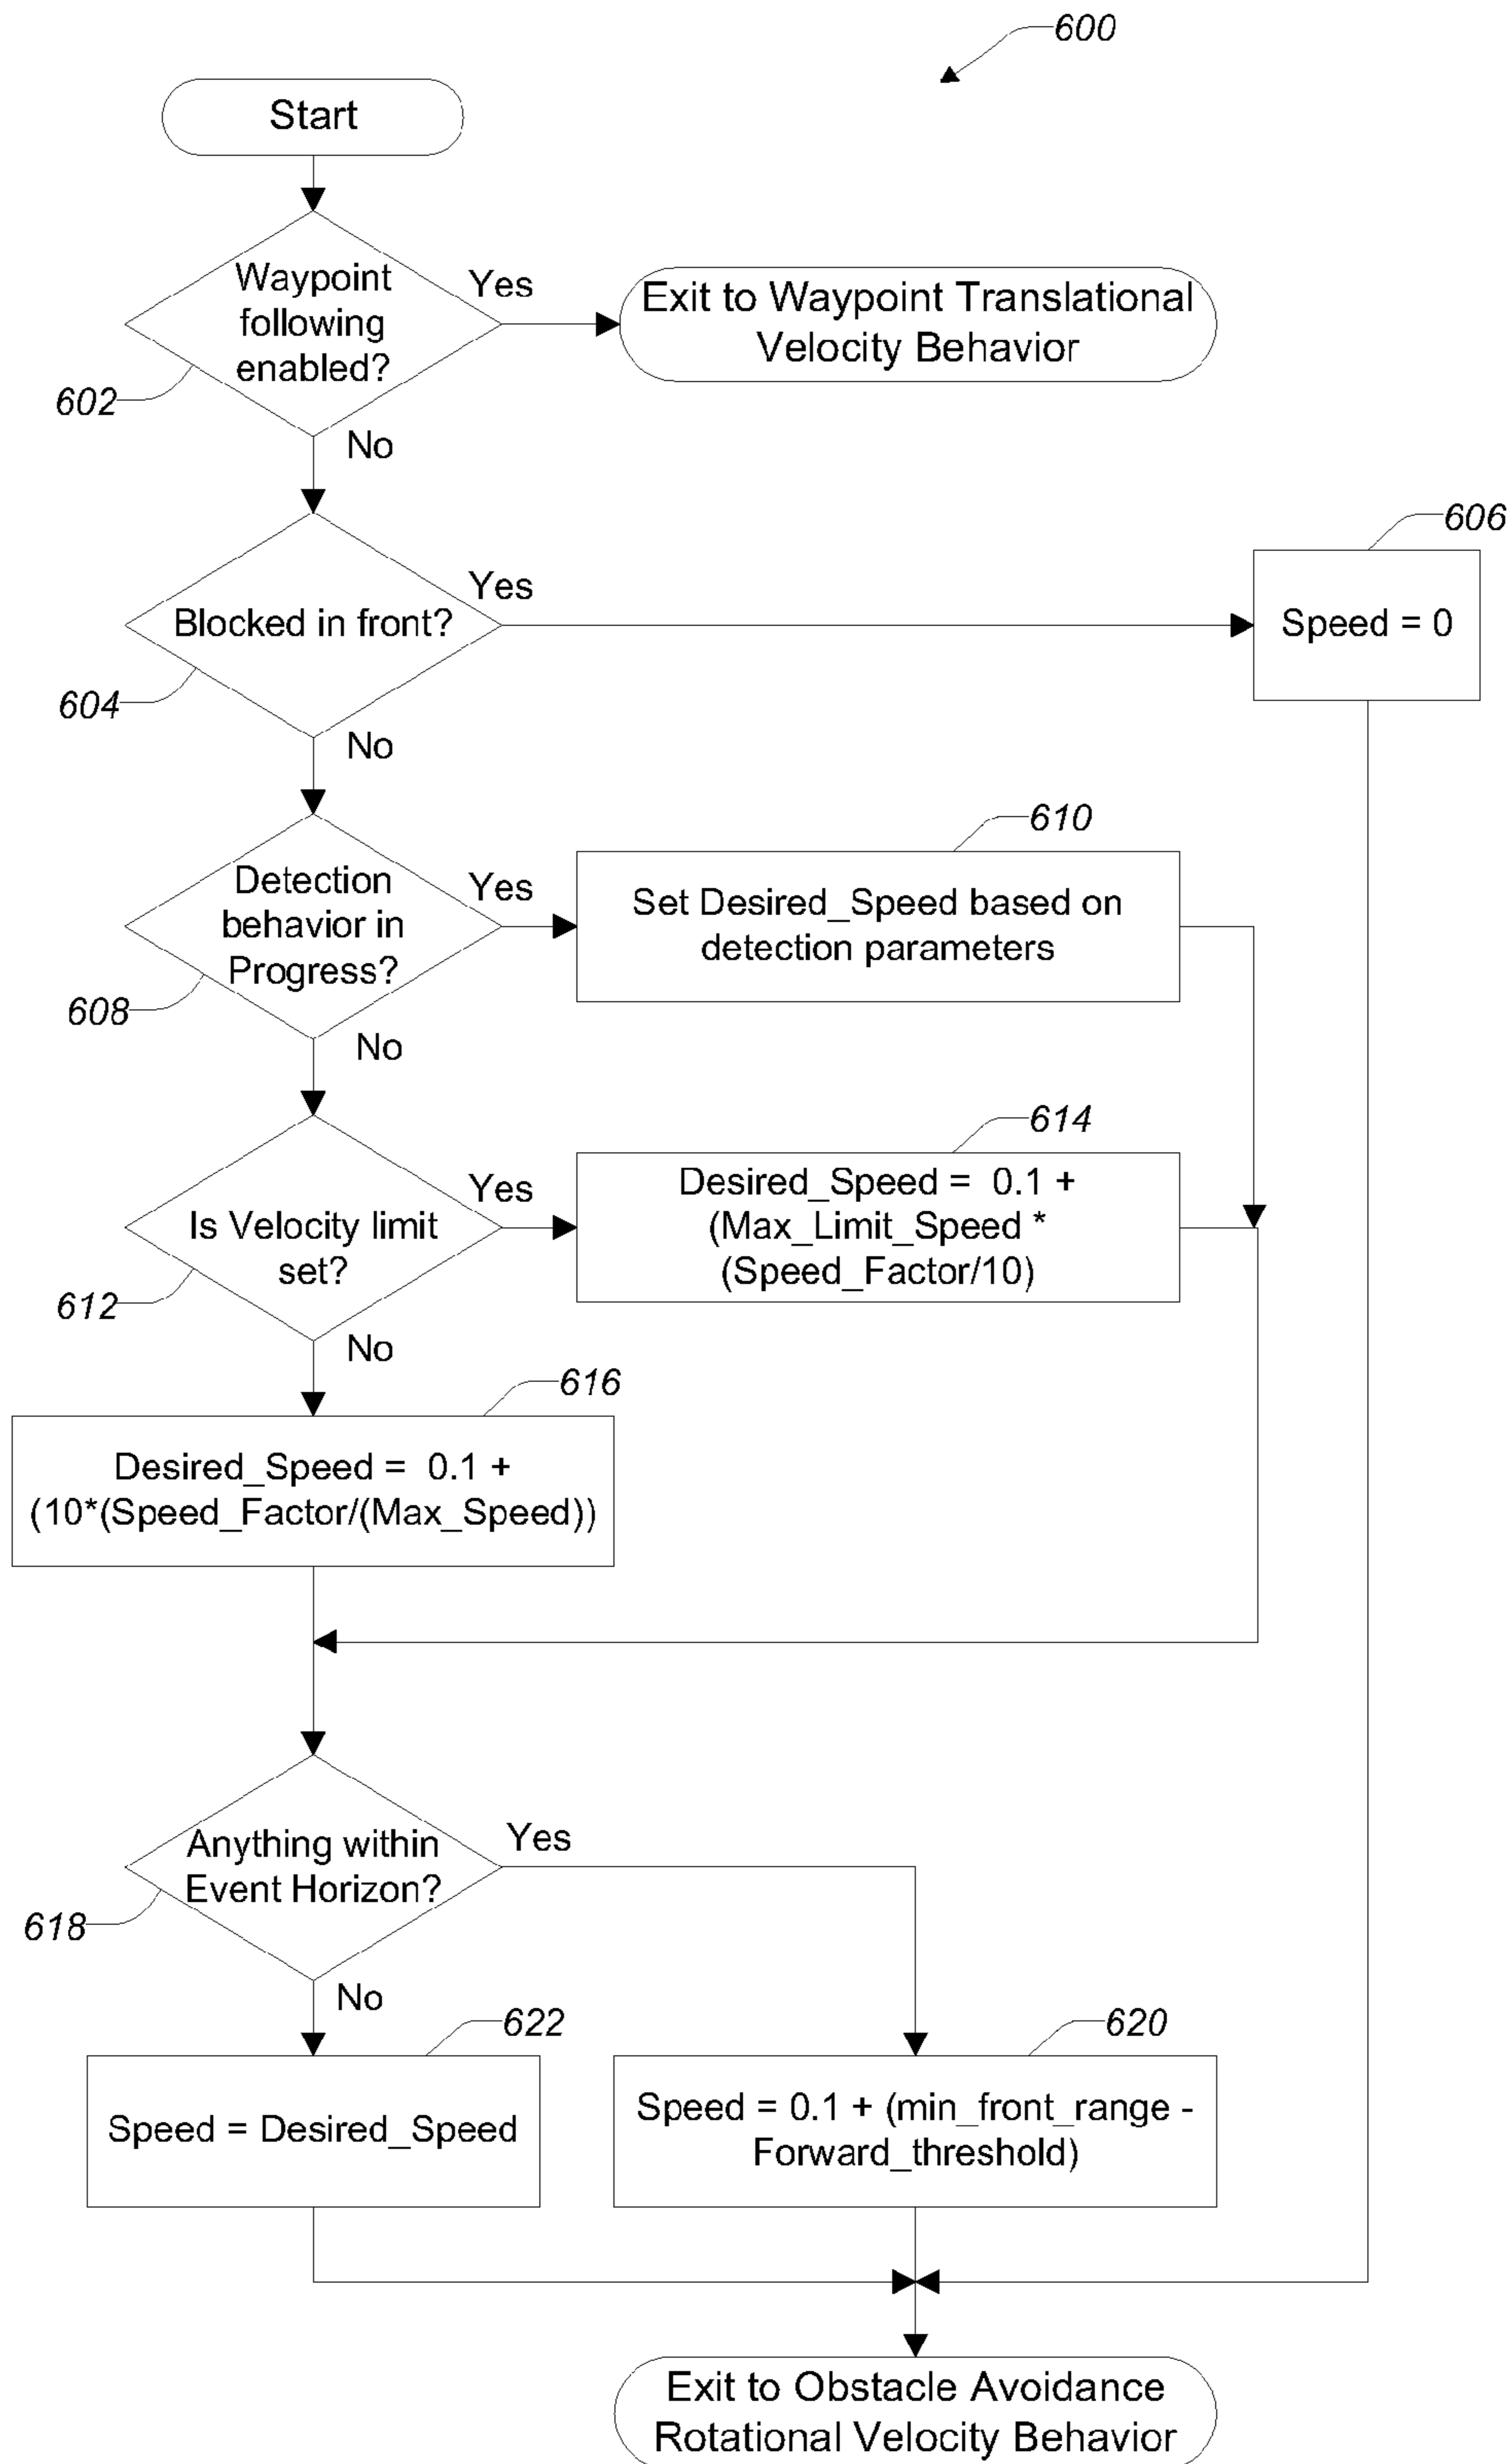 600
Start
Waypoint
following
enabled?
Yes
Exit to Waypoint Translational
Velocity Behavior
602
No
606
Blocked in front?
Yes
Speed = 0
604
No
610
Detection
behavior in
Progress?
Yes
Set Desired_Speed based on
detection parameters
608
No
614
Is Velocity limit
set?
Yes
Desired_Speed = 0.1 +
(Max_Limit_Speed *
(Speed_Factor/10)
612
No
616
Desired_Speed = 0.1 +
(10*(Speed_Factor/(Max_Speed))
Anything within
Event Horizon?
Yes
618
No
622
620
Speed = Desired_Speed
Speed = 0.1 + (min_front_range -
Forward_threshold)
Exit to Obstacle Avoidance
Rotational Velocity Behavior